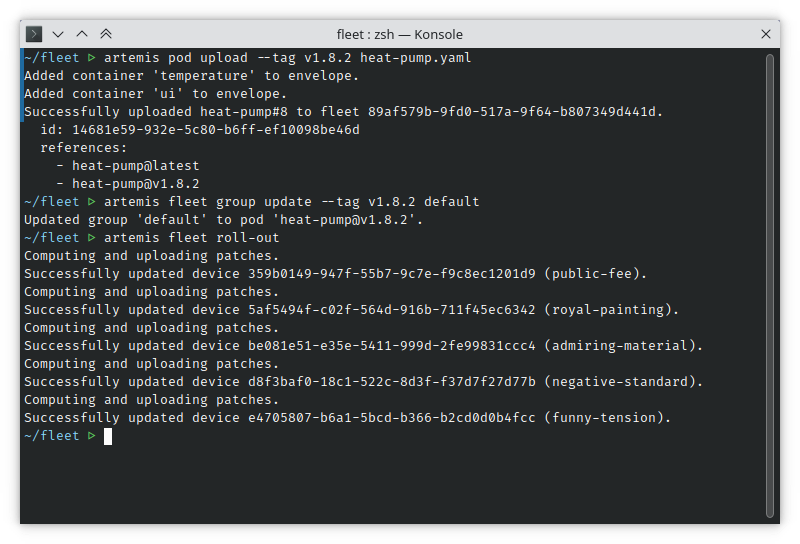 fleet : zsh — Konsole
~/fleet ▷ artemis pod upload --tag v1.8.2 heat-pump.yaml
Added container 'temperature' to envelope.
Added container 'ui' to envelope.
Successfully uploaded heat-pump#8 to fleet 89af579b-9fd0-517a-9f64-b807349d441d.
  id: 14681e59-932e-5c80-b6ff-ef10098be46d
  references:
    - heat-pump@latest
    - heat-pump@v1.8.2
~/fleet ▷ artemis fleet group update --tag v1.8.2 default
Updated group 'default' to pod 'heat-pump@v1.8.2'.
~/fleet ▷ artemis fleet roll-out
Computing and uploading patches.
Successfully updated device 359b0149-947f-55b7-9c7e-f9c8ec1201d9 (public-fee).
Computing and uploading patches.
Successfully updated device 5af5494f-c02f-564d-916b-711f45ec6342 (royal-painting).
Computing and uploading patches.
Successfully updated device be081e51-e35e-5411-999d-2fe99831ccc4 (admiring-material).
Computing and uploading patches.
Successfully updated device d8f3baf0-18c1-522c-8d3f-f37d7f27d77b (negative-standard).
Computing and uploading patches.
Successfully updated device e4705807-b6a1-5bcd-b366-b2cd0d0b4fcc (funny-tension).
~/fleet ▷